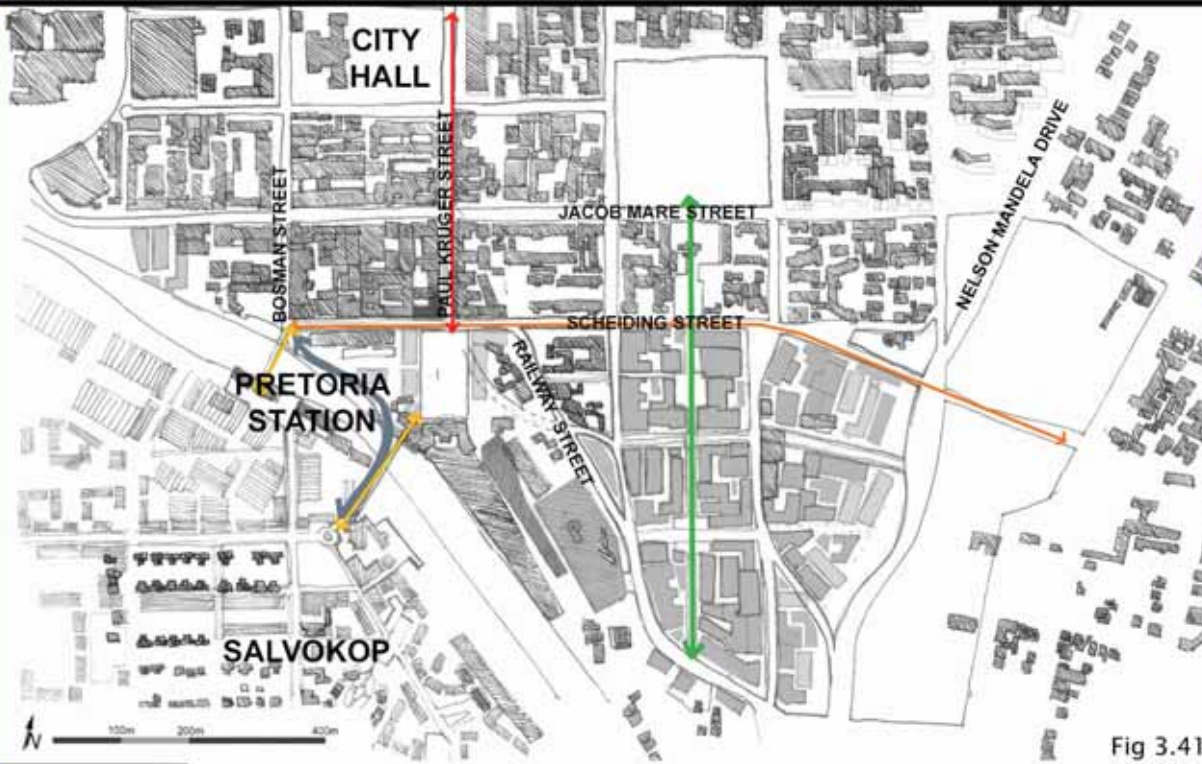 CITY
HALL
NELSON MANDELA DRIVE
PAUL KRUGER STREET
BOSMAN STREET
JACOB MARE STREET
SCHEIDING STREET
RAILWAY STREET
PRETORIA
STATION
SALVOKOP
N
100m 200m 400m
Fig 3.41